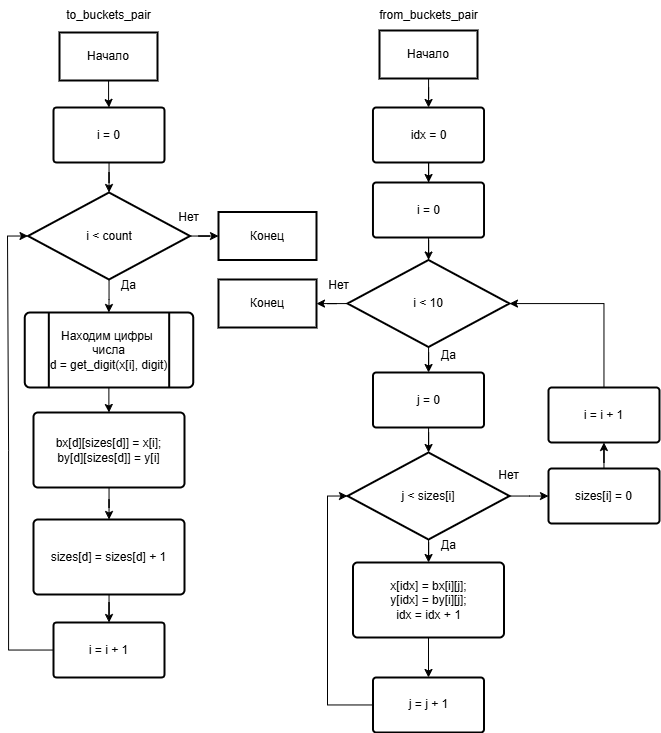 to_buckets_pair
Начало
i = 0
i < count
Нет
Конец
Да
Находим цифры
числа
d = get_digit(x[i], digit)
bx[d][sizes[d]] = x[i];
by[d][sizes[d]] = y[i]
sizes[d] = sizes[d] + 1
i = i + 1
from_buckets_pair
Начало
idx = 0
i = 0
i < 10
Нет
Конец
Да
j = 0
j < sizes[i]
Нет
sizes[i] = 0
i = i + 1
Да
x[idx] = bx[i][j];
y[idx] = by[i][j];
idx = idx + 1
j = j + 1